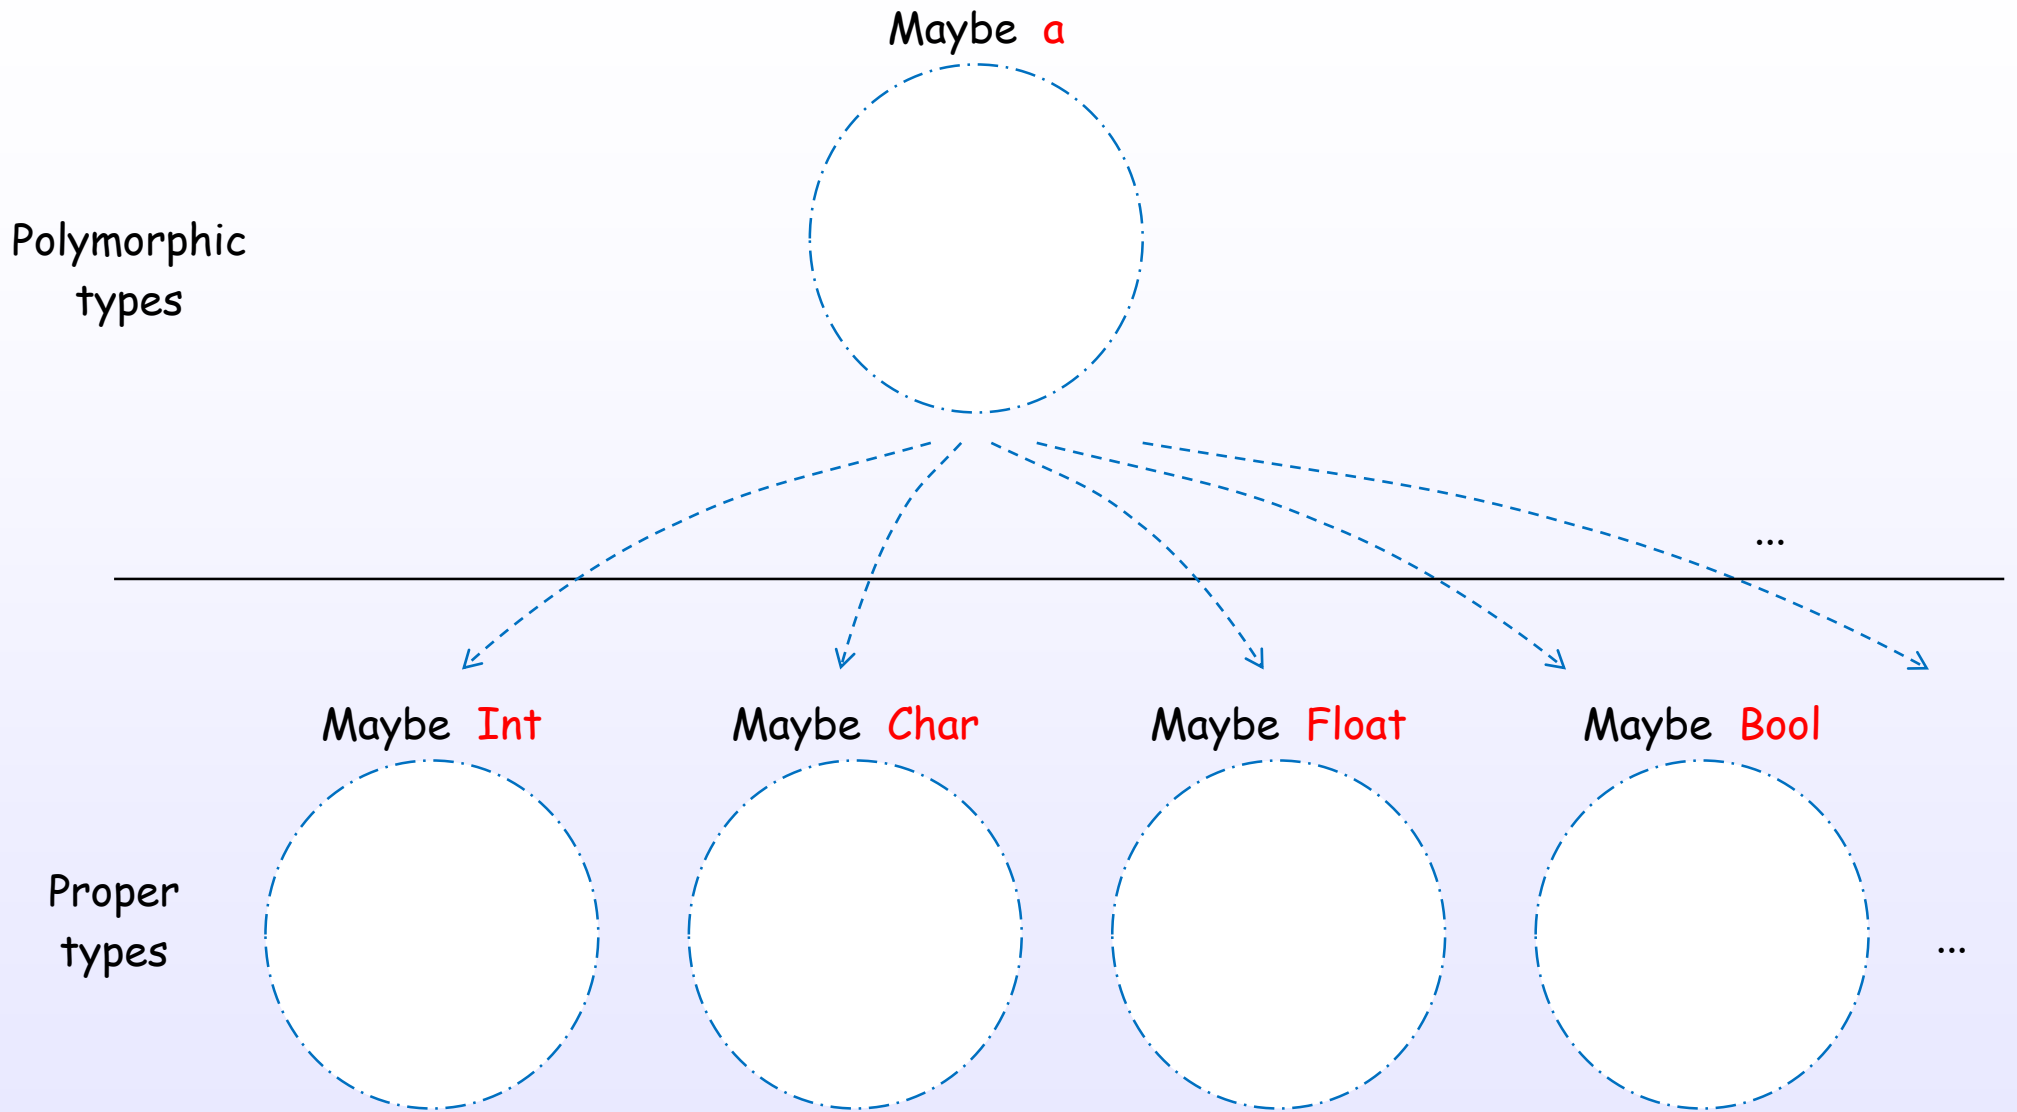 Maybe a
Polymorphic
types
...
Maybe Int
Maybe Char
Maybe Float
Maybe Bool
Proper
types
...